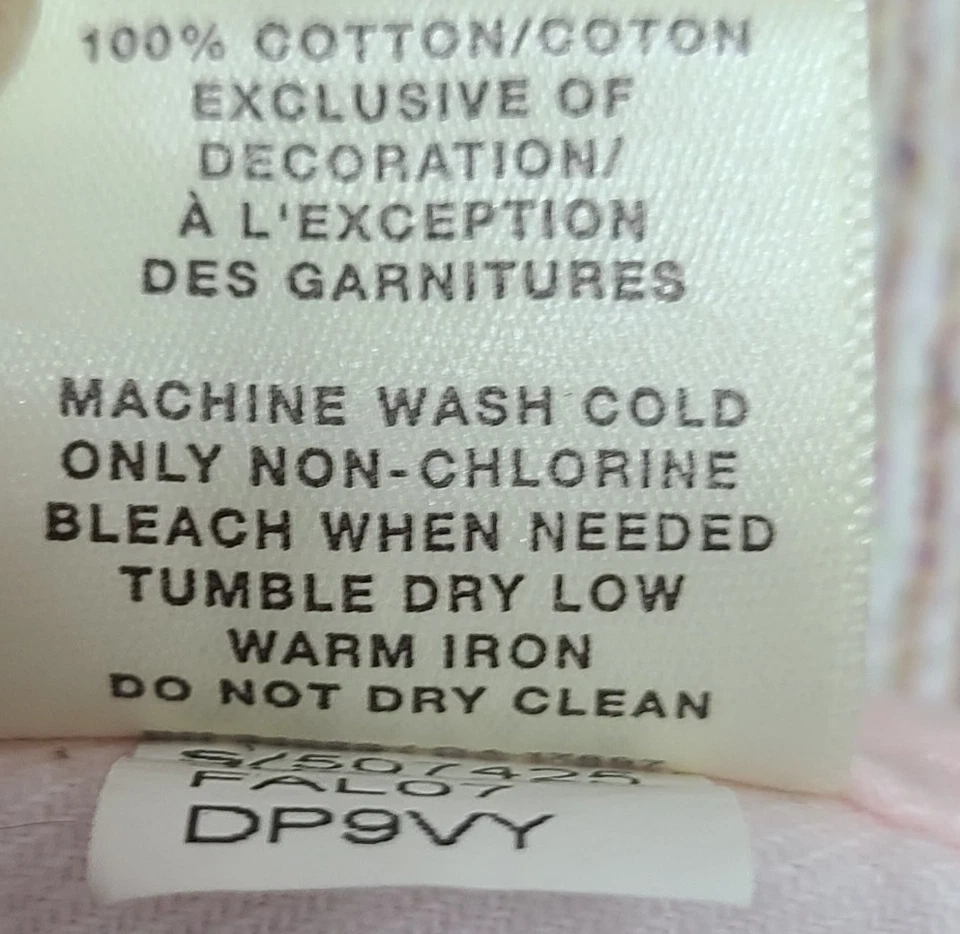 100% COTTON/COTON
EXCLUSIVE OF
DECORATION/
À L'EXCEPTION
DES GARNITURES
MACHINE WASH COLD
ONLY NON-CHLORINE
BLEACH WHEN NEEDED
TUMBLE DRY LOW
WARM IRON
DO NOT DRY CLEAN
S/507425
FAL07
DP9VY